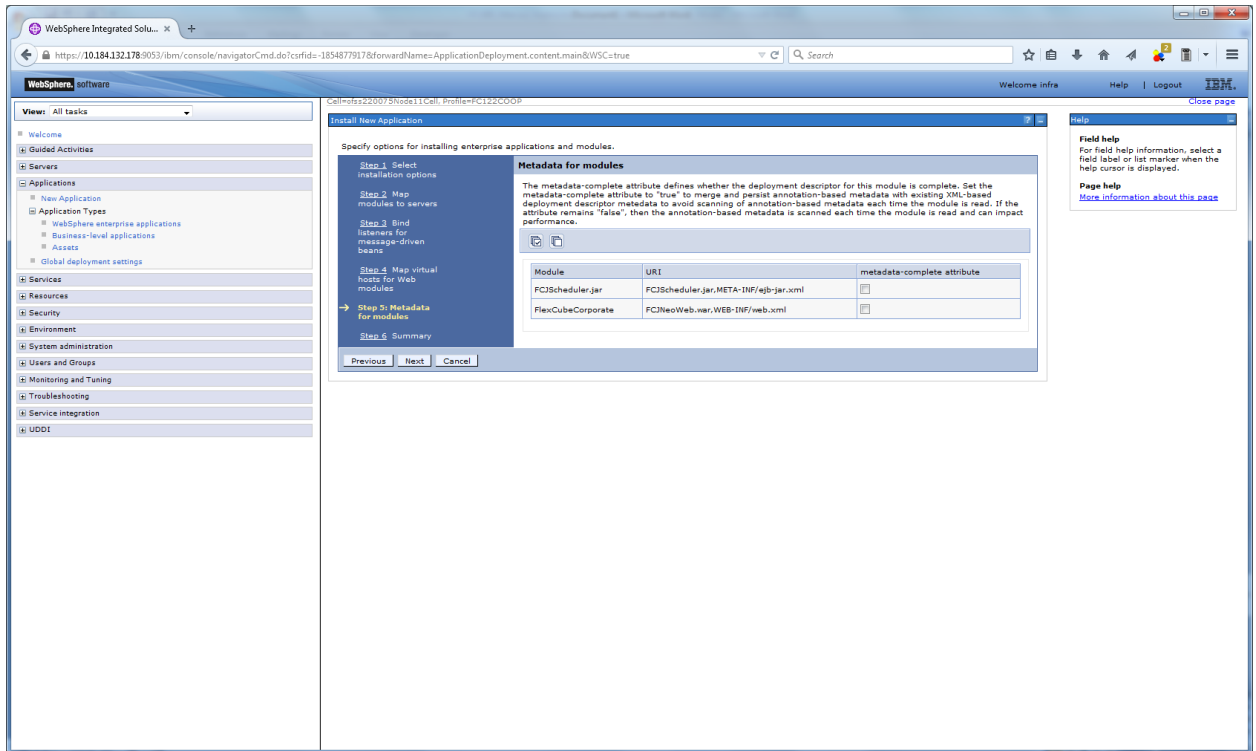 WebSphere Integrated Solu...
https://10.184.132.178:9053/ibm/console/navigatorCmd.do?csrfid=-1854877917&forwardName=ApplicationDeployment.content.main&WSC=true
Search
2
WebSphere. software
Welcome infra
Help | Logout
IBM.
View: All tasks
Welcome
Guided Activities
Servers
Applications
New Application
Application Types
WebSphere enterprise applications
Business-level applications
Assets
Global deployment settings
Services
Resources
Security
Environment
System administration
Users and Groups
Monitoring and Tuning
Troubleshooting
Service integration
UDDI
Cell=ofss220075Node11Cell, Profile=FC122COOP
Close page
Install New Application
Specify options for installing enterprise applications and modules.
Step 1 Select
installation options
Step 2 Map
modules to servers
Step 3 Bind
listeners for
message-driven
beans
Step 4 Map virtual
hosts for Web
modules
Step 5: Metadata
for modules
Step 6 Summary
Metadata for modules
The metadata-complete attribute defines whether the deployment descriptor for this module is complete. Set the
metadata-complete attribute to "true" to merge and persist annotation-based metadata with existing XML-based
deployment descriptor metedata to avoid scanning of annotation-based metadata each time the module is read. If the
attribute remains "false", then the annotation-based metadata is scanned each time the module is read and can impact
performance.
Module URI metadata-complete attribute
FCJScheduler.jar FCJScheduler.jar,META-INF/ejb-jar.xml
FlexCubeCorporate FCJNeoWeb.war,WEB-INF/web.xml
Previous Next Cancel
Help
Field help
For field help information, select a
field label or list marker when the
help cursor is displayed.
Page help
More information about this page